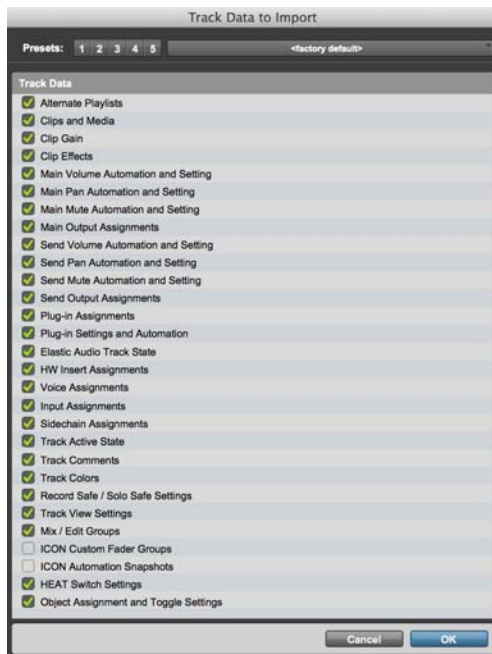 Track Data to Import
Presets: 1 2 3 4 5 <factory default>
Track Data
Alternate Playlists
Clips and Media
Clip Gain
Clip Effects
Main Volume Automation and Setting
Main Pan Automation and Setting
Main Mute Automation and Setting
Main Output Assignments
Send Volume Automation and Setting
Send Pan Automation and Setting
Send Mute Automation and Setting
Send Output Assignments
Plug-in Assignments
Plug-in Settings and Automation
Elastic Audio Track State
HW Insert Assignments
Voice Assignments
Input Assignments
Sidechain Assignments
Track Active State
Track Comments
Track Colors
Record Safe / Solo Safe Settings
Track View Settings
Mix / Edit Groups
ICON Custom Fader Groups
ICON Automation Snapshots
HEAT Switch Settings
Object Assignment and Toggle Settings
Cancel OK